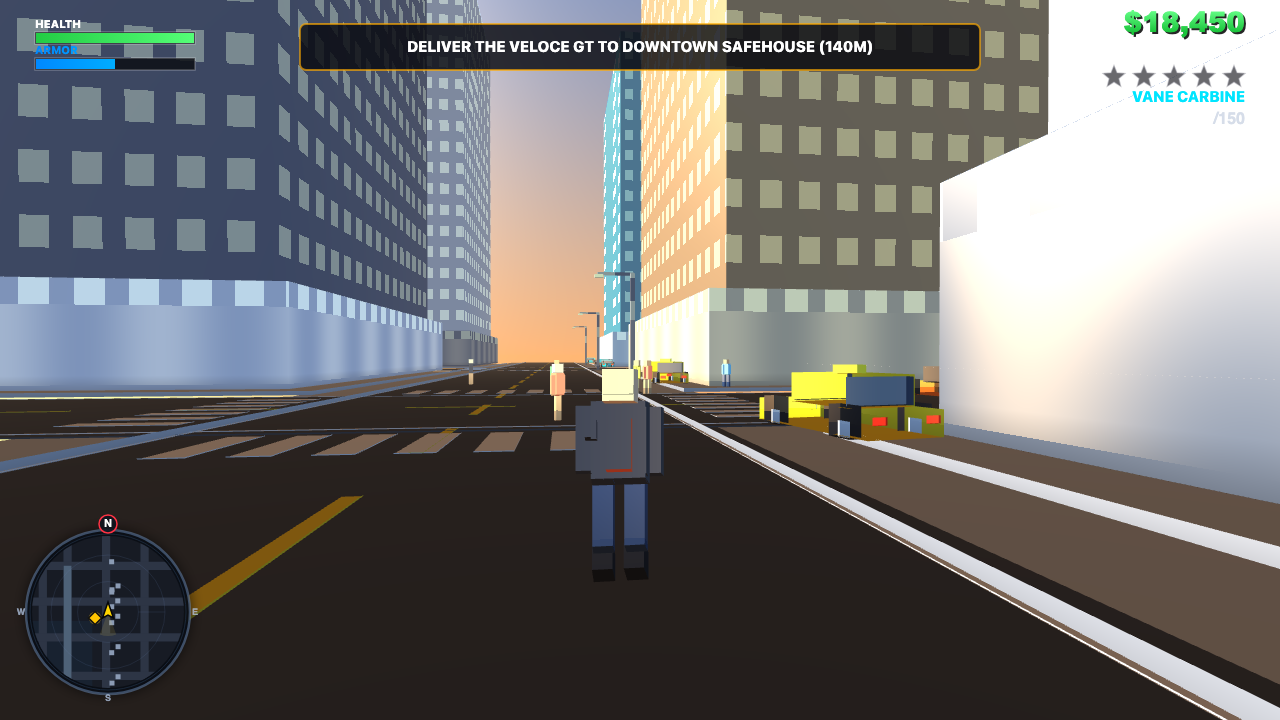 HEALTH
ARMOR
DELIVER THE VELOCE GT TO DOWNTOWN SAFEHOUSE (140M)
$18,450
★★★★★
VANE CARBINE
/150
N
W
E
S